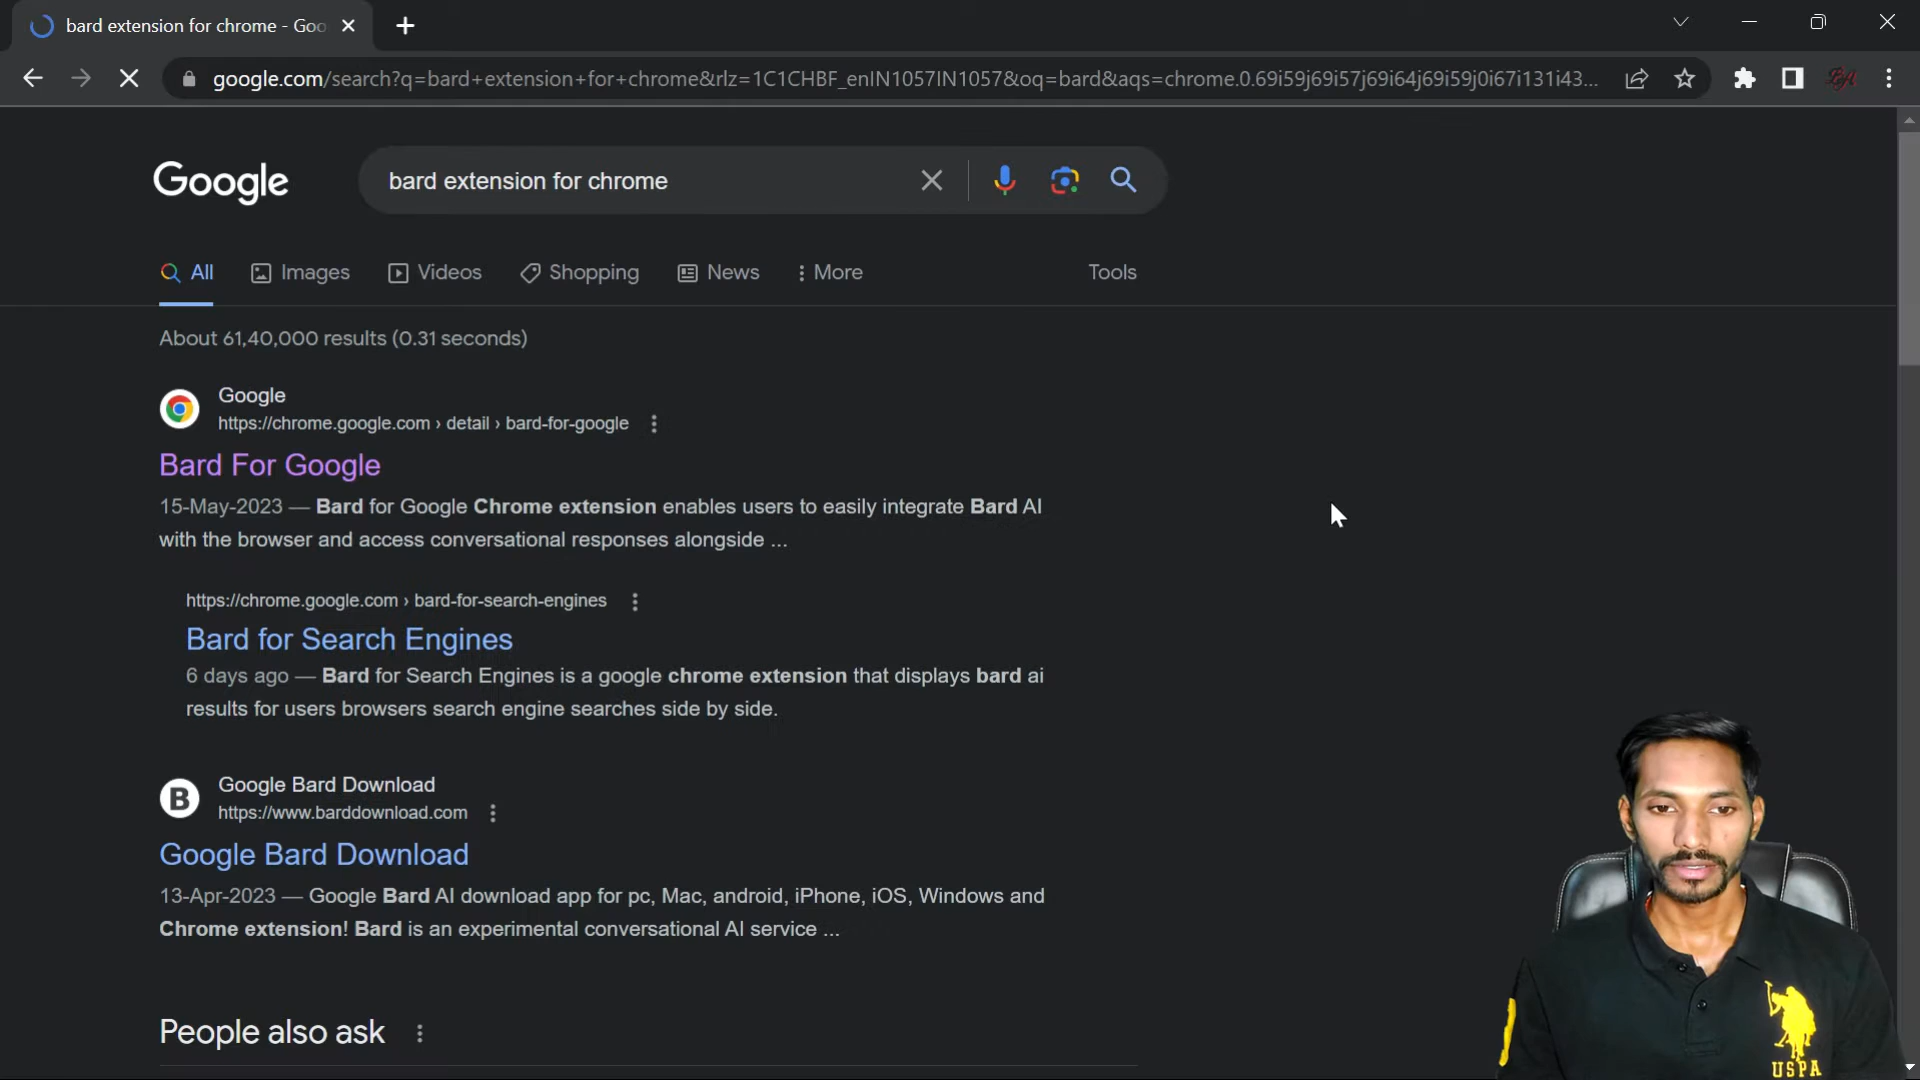 bard extension for chrome - Goo
google.com/search?q=bard+extension+for+chrome&rlz=1C1CHBF_enIN1057IN1057&oq=bard&aqs=chrome.0.69i59j69i57j69i64j69i59j0i67i131i43...
Google
bard extension for chrome
All
Images
Videos
Shopping
News
More
Tools
About 61,40,000 results (0.31 seconds)
Google
https://chrome.google.com › detail › bard-for-google
Bard For Google
15-May-2023 — Bard for Google Chrome extension enables users to easily integrate Bard AI
with the browser and access conversational responses alongside ...
https://chrome.google.com › bard-for-search-engines
Bard for Search Engines
6 days ago — Bard for Search Engines is a google chrome extension that displays bard ai
results for users browsers search engine searches side by side.
B
Google Bard Download
https://www.barddownload.com
Google Bard Download
13-Apr-2023 — Google Bard AI download app for pc, Mac, android, iPhone, iOS, Windows and
Chrome extension! Bard is an experimental conversational AI service ...
People also ask
USPA